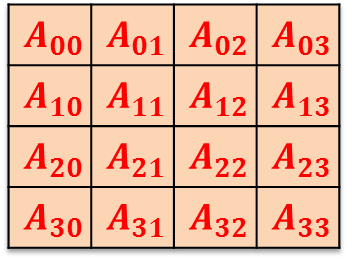 A₀₀ A₀₁ A₀₂ A₀₃
A₁₀ A₁₁ A₁₂ A₁₃
A₂₀ A₂₁ A₂₂ A₂₃
A₃₀ A₃₁ A₃₂ A₃₃